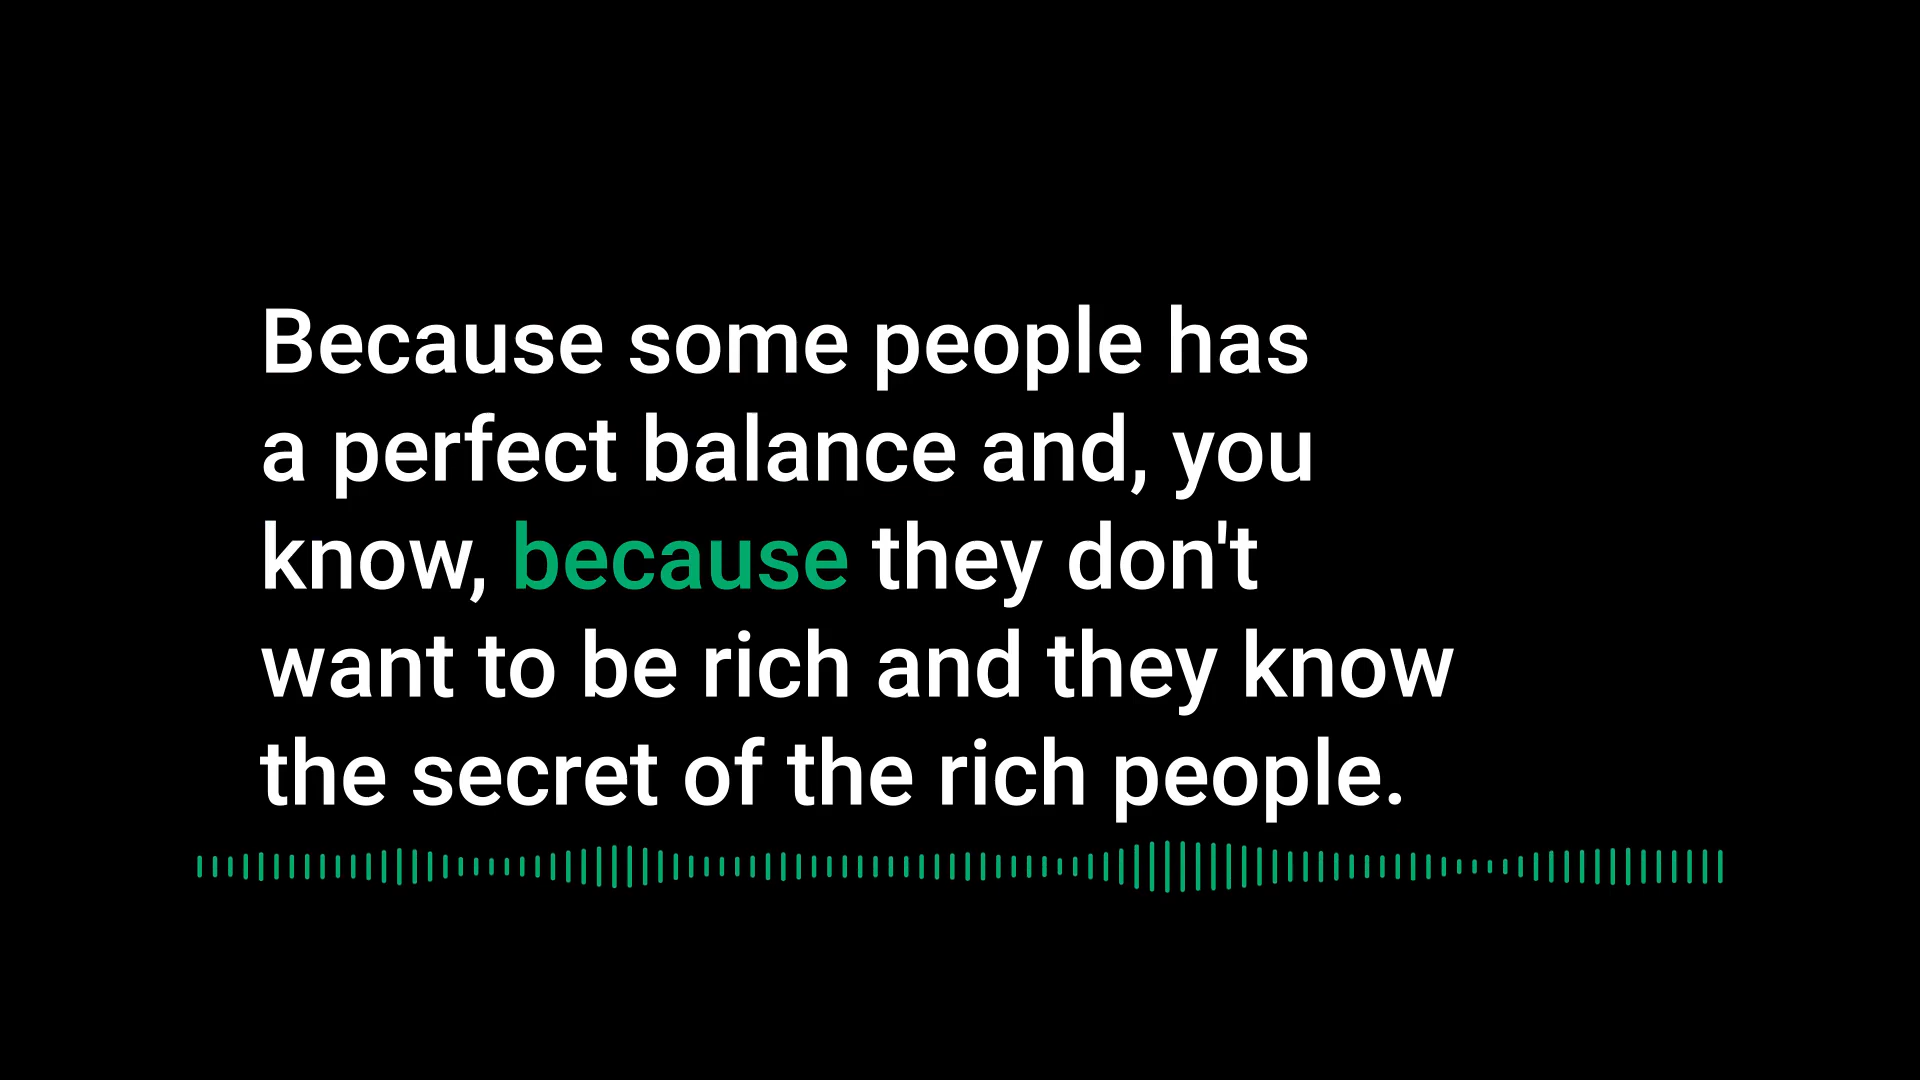 Because some people has
a perfect balance and, you
know, because they don't
want to be rich and they know
the secret of the rich people.